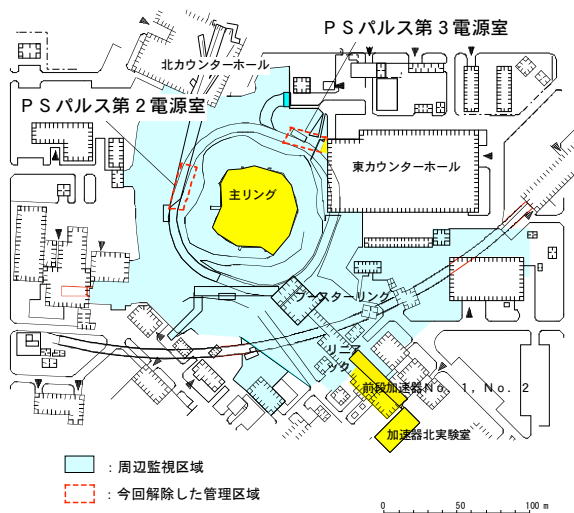 PSパルス第3電源室
北カウンターホール
PSパルス第2電源室
東カウンターホール
主リング
ブースターリング
リニアック
前段加速器No. 1, No. 2
加速器北実験室
：周辺監視区域
：今回解除した管理区域
0 50 100 m